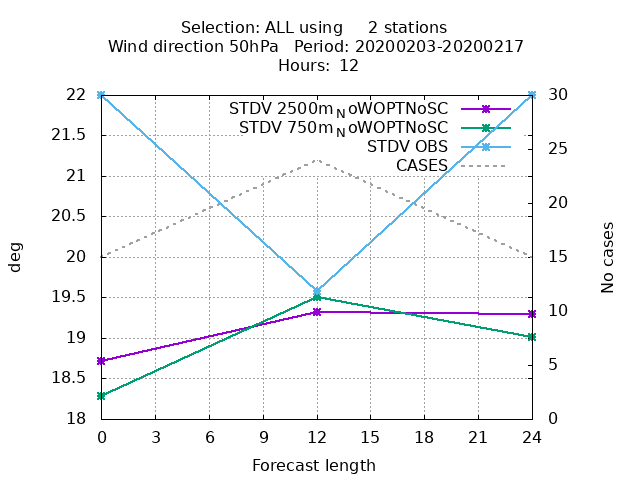 Selection: ALL using     2 stations
Wind direction 50hPa   Period: 20200203-20200217
Hours:  12
22
21.5
21
20.5
20
19.5
19
18.5
18
deg
STDV 2500m_NoWOPTNoSC
STDV 750m_NoWOPTNoSC
STDV OBS
CASES
30
25
20
15
10
5
0
No cases
0 3 6 9 12 15 18 21 24
Forecast length